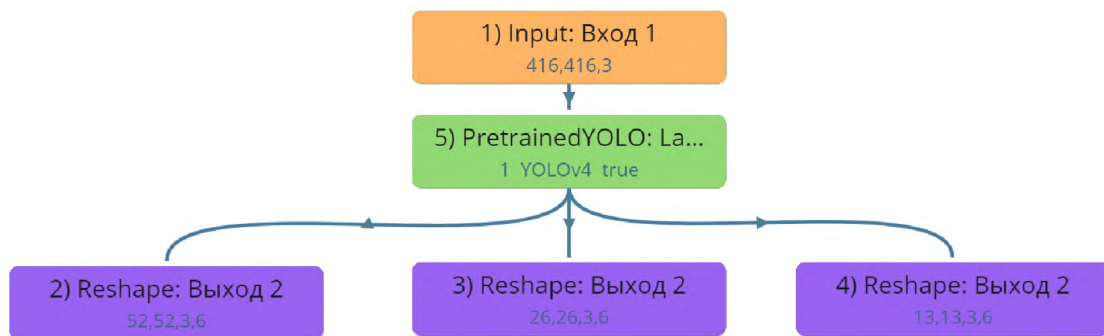 1) Input: Вход 1
416,416,3
5) PretrainedYOLO: La...
1 YOLOv4 true
2) Reshape: Выход 2
52,52,3,6
3) Reshape: Выход 2
26,26,3,6
4) Reshape: Выход 2
13,13,3,6